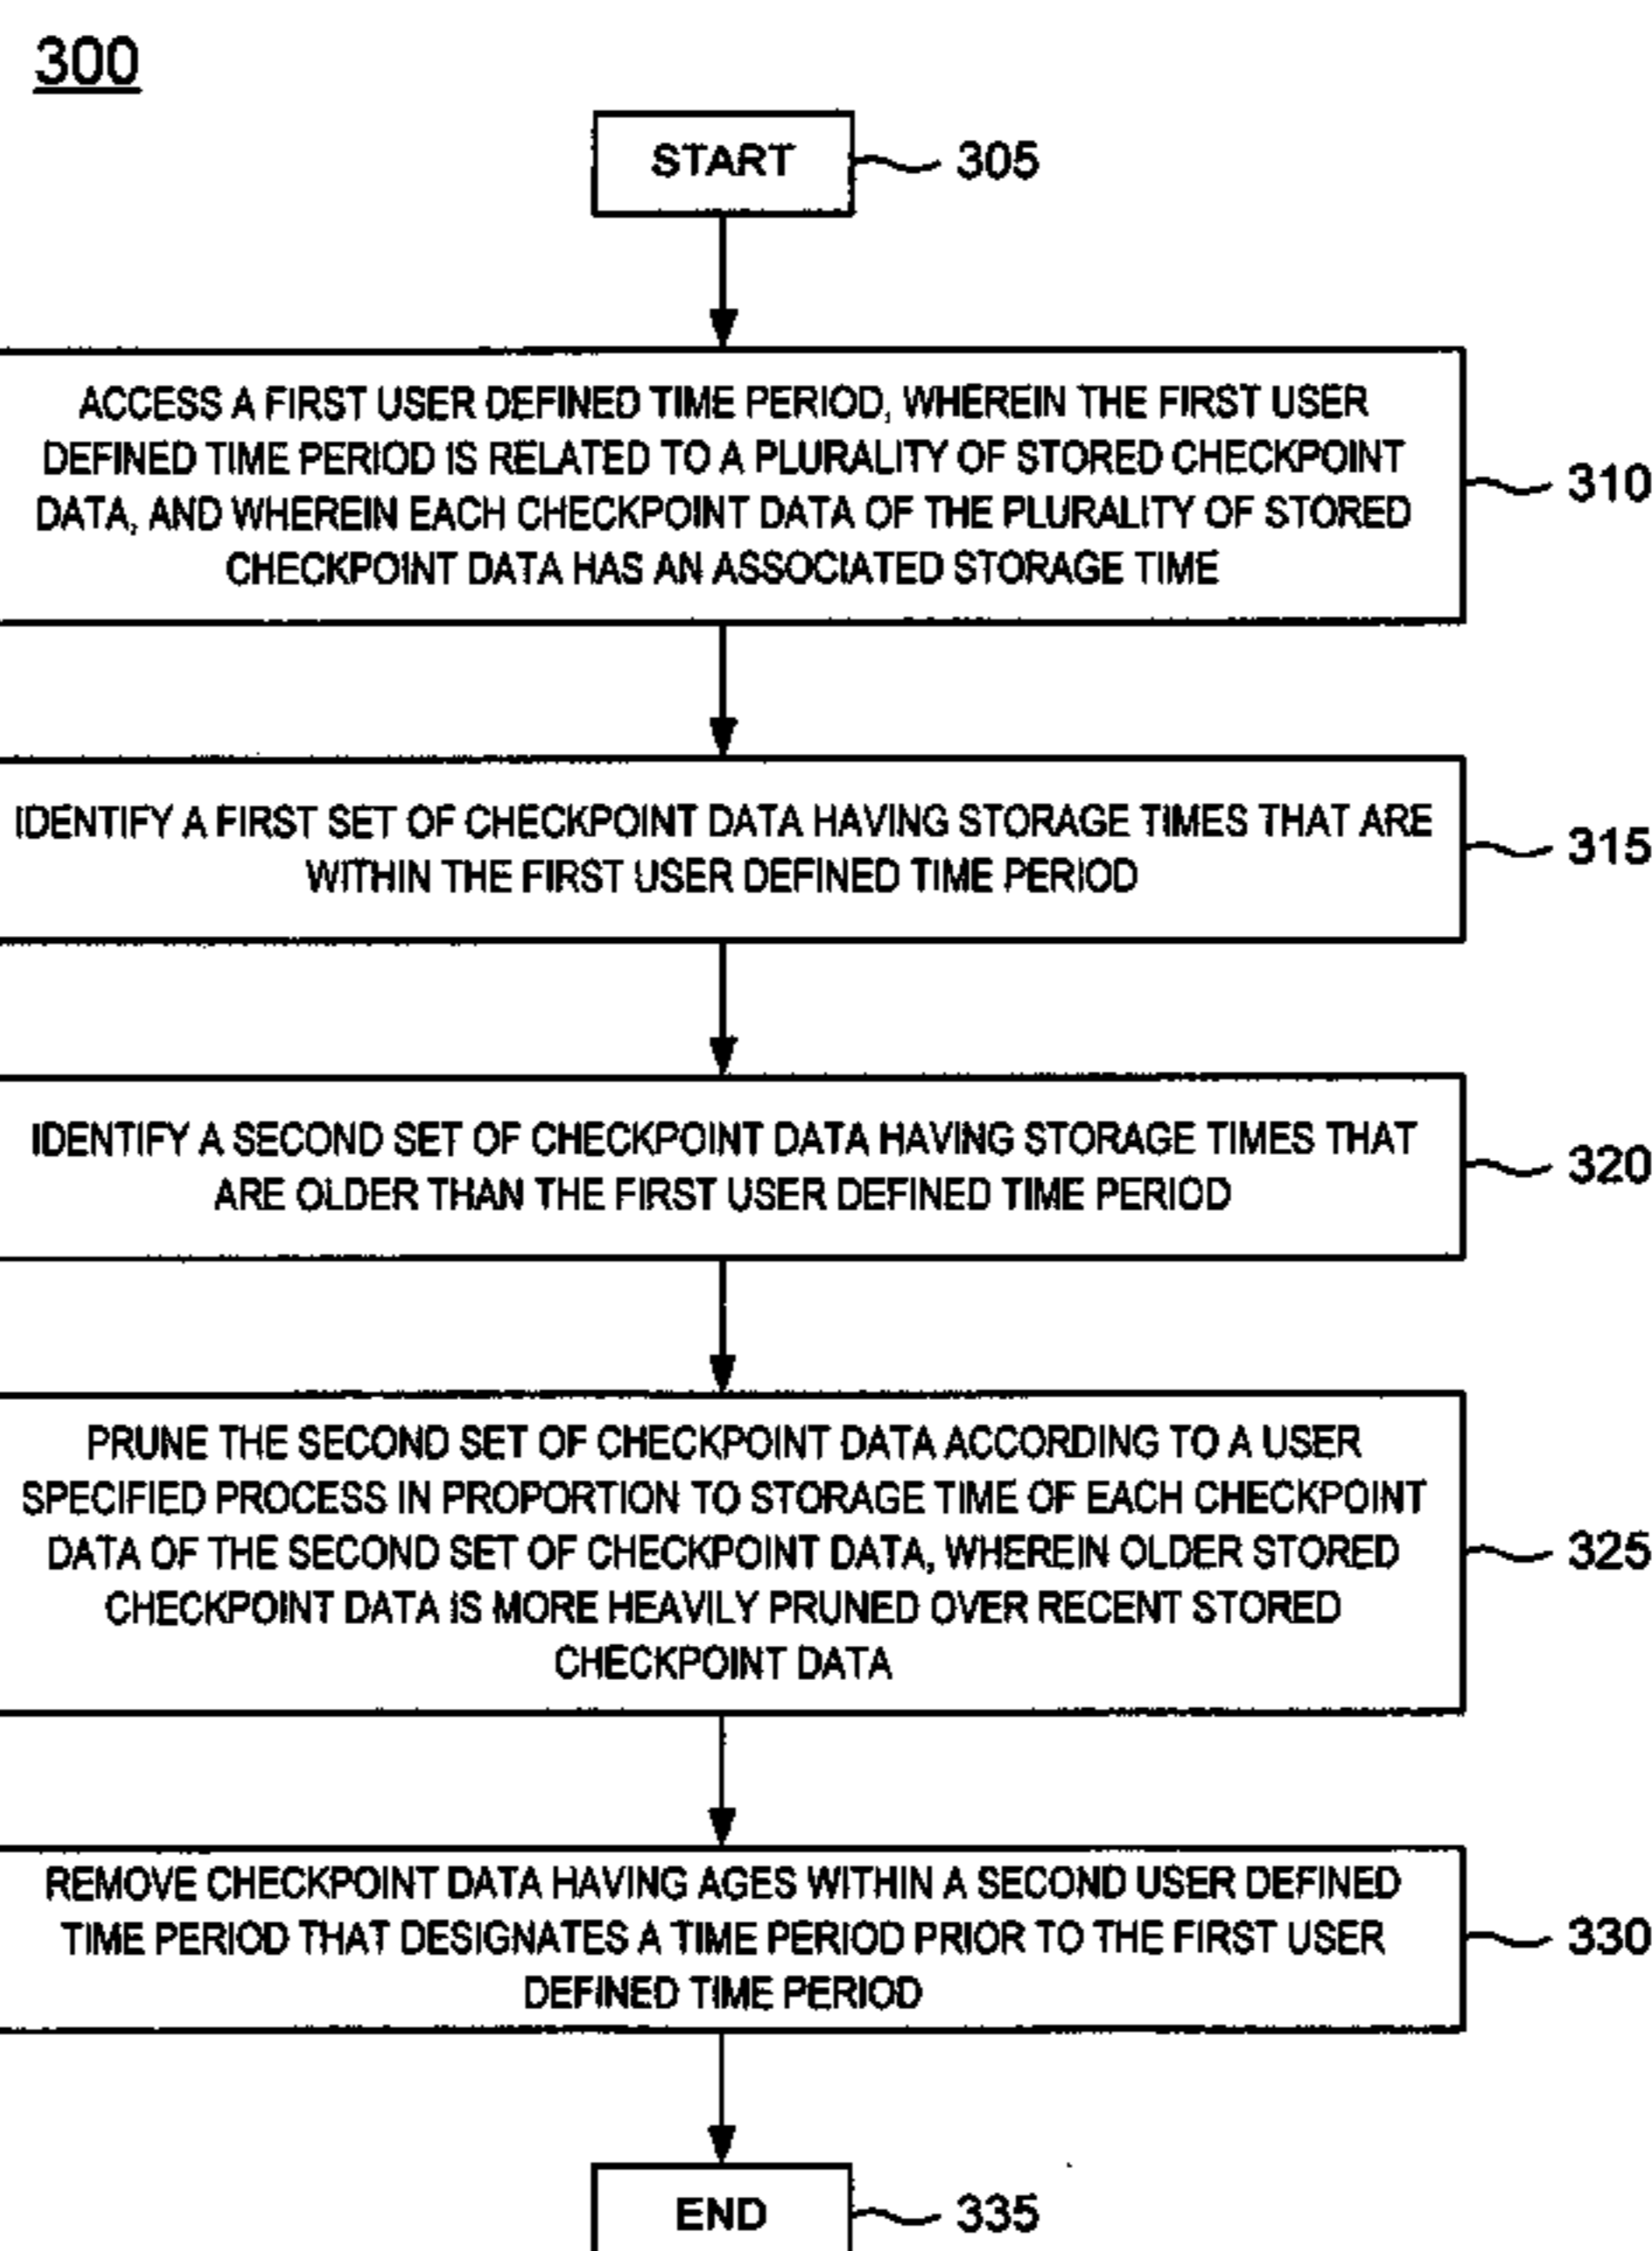 300
START
305
ACCESS A FIRST USER DEFINED TIME PERIOD, WHEREIN THE FIRST USER
DEFINED TIME PERIOD IS RELATED TO A PLURALITY OF STORED CHECKPOINT
DATA, AND WHEREIN EACH CHECKPOINT DATA OF THE PLURALITY OF STORED
CHECKPOINT DATA HAS AN ASSOCIATED STORAGE TIME
310
IDENTIFY A FIRST SET OF CHECKPOINT DATA HAVING STORAGE TIMES THAT ARE
WITHIN THE FIRST USER DEFINED TIME PERIOD
315
IDENTIFY A SECOND SET OF CHECKPOINT DATA HAVING STORAGE TIMES THAT
ARE OLDER THAN THE FIRST USER DEFINED TIME PERIOD
320
PRUNE THE SECOND SET OF CHECKPOINT DATA ACCORDING TO A USER
SPECIFIED PROCESS IN PROPORTION TO STORAGE TIME OF EACH CHECKPOINT
DATA OF THE SECOND SET OF CHECKPOINT DATA, WHEREIN OLDER STORED
CHECKPOINT DATA IS MORE HEAVILY PRUNED OVER RECENT STORED
CHECKPOINT DATA
325
REMOVE CHECKPOINT DATA HAVING AGES WITHIN A SECOND USER DEFINED
TIME PERIOD THAT DESIGNATES A TIME PERIOD PRIOR TO THE FIRST USER
DEFINED TIME PERIOD
330
END
335